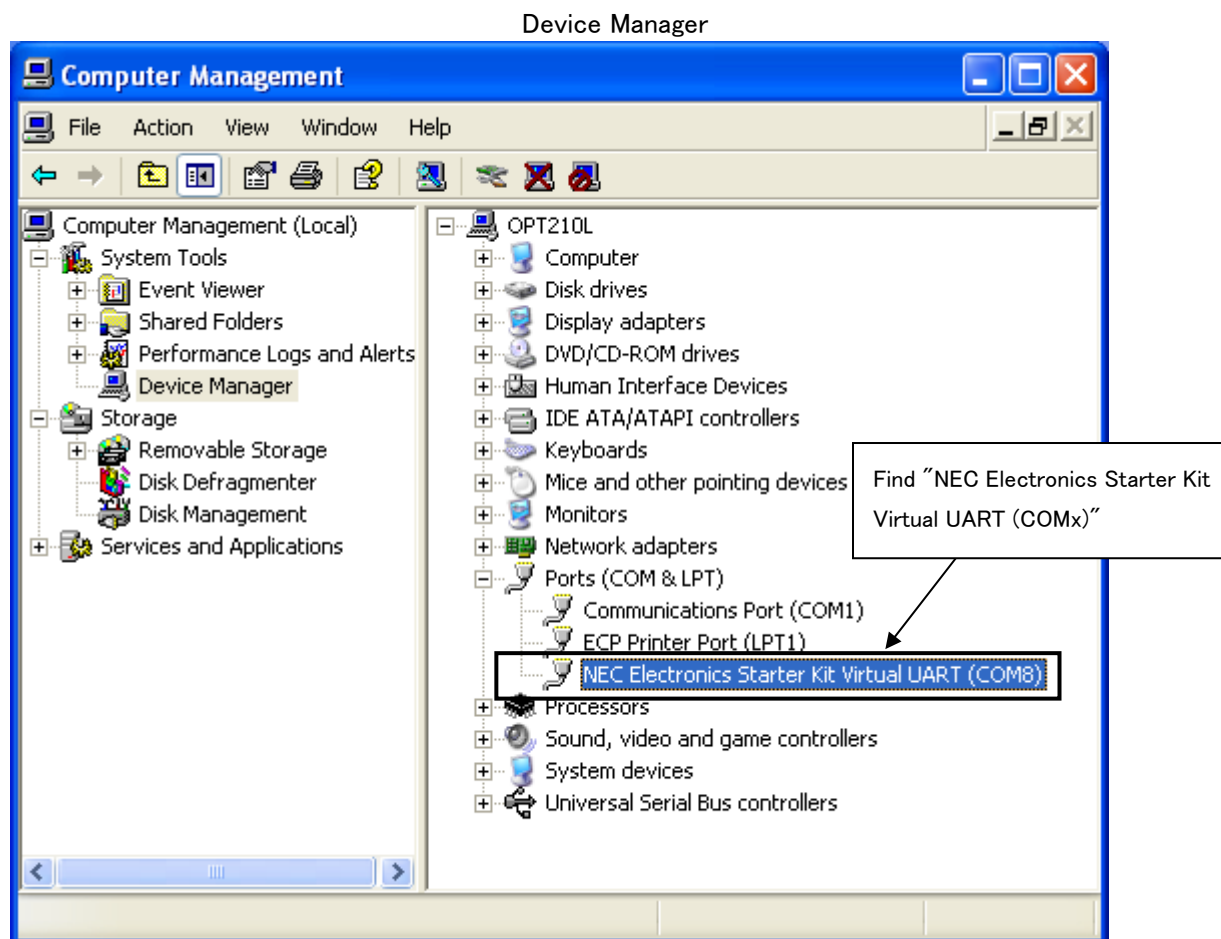 Device Manager
Computer Management
File Action View Window Help
Computer Management (Local)
System Tools
Event Viewer
Shared Folders
Performance Logs and Alerts
Device Manager
Storage
Removable Storage
Disk Defragmenter
Disk Management
Services and Applications
OPT210L
Computer
Disk drives
Display adapters
DVD/CD-ROM drives
Human Interface Devices
IDE ATA/ATAPI controllers
Keyboards
Mice and other pointing devices
Monitors
Network adapters
Ports (COM & LPT)
Communications Port (COM1)
ECP Printer Port (LPT1)
NEC Electronics Starter Kit Virtual UART (COM8)
Processors
Sound, video and game controllers
System devices
Universal Serial Bus controllers
Find "NEC Electronics Starter Kit
Virtual UART (COMx)"